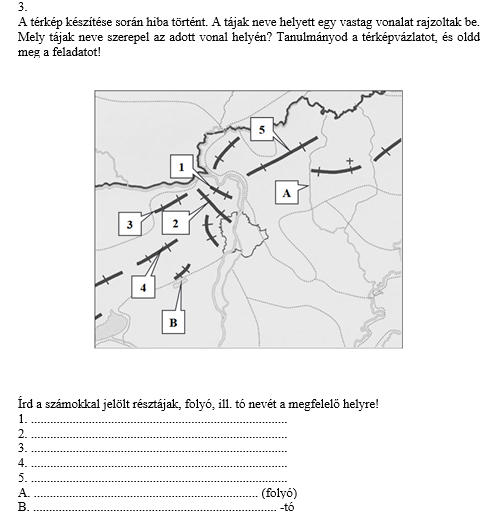 3.
A térkép készítése során hiba történt. A tájak neve helyett egy vastag vonalat rajzoltak be.
Mely tájak neve szerepel az adott vonal helyén? Tanulmányod a térképvázlatot, és oldd
meg a feladatot!
5
1
A
3
2
4
B
Írd a számokkal jelölt résztájak, folyó, ill. tó nevét a megfelelő helyre!
1. ................................................................................
2. ................................................................................
3. ................................................................................
4. ................................................................................
5. ................................................................................
A. ....................................................................... (folyó)
B. ............................................................................. -tó